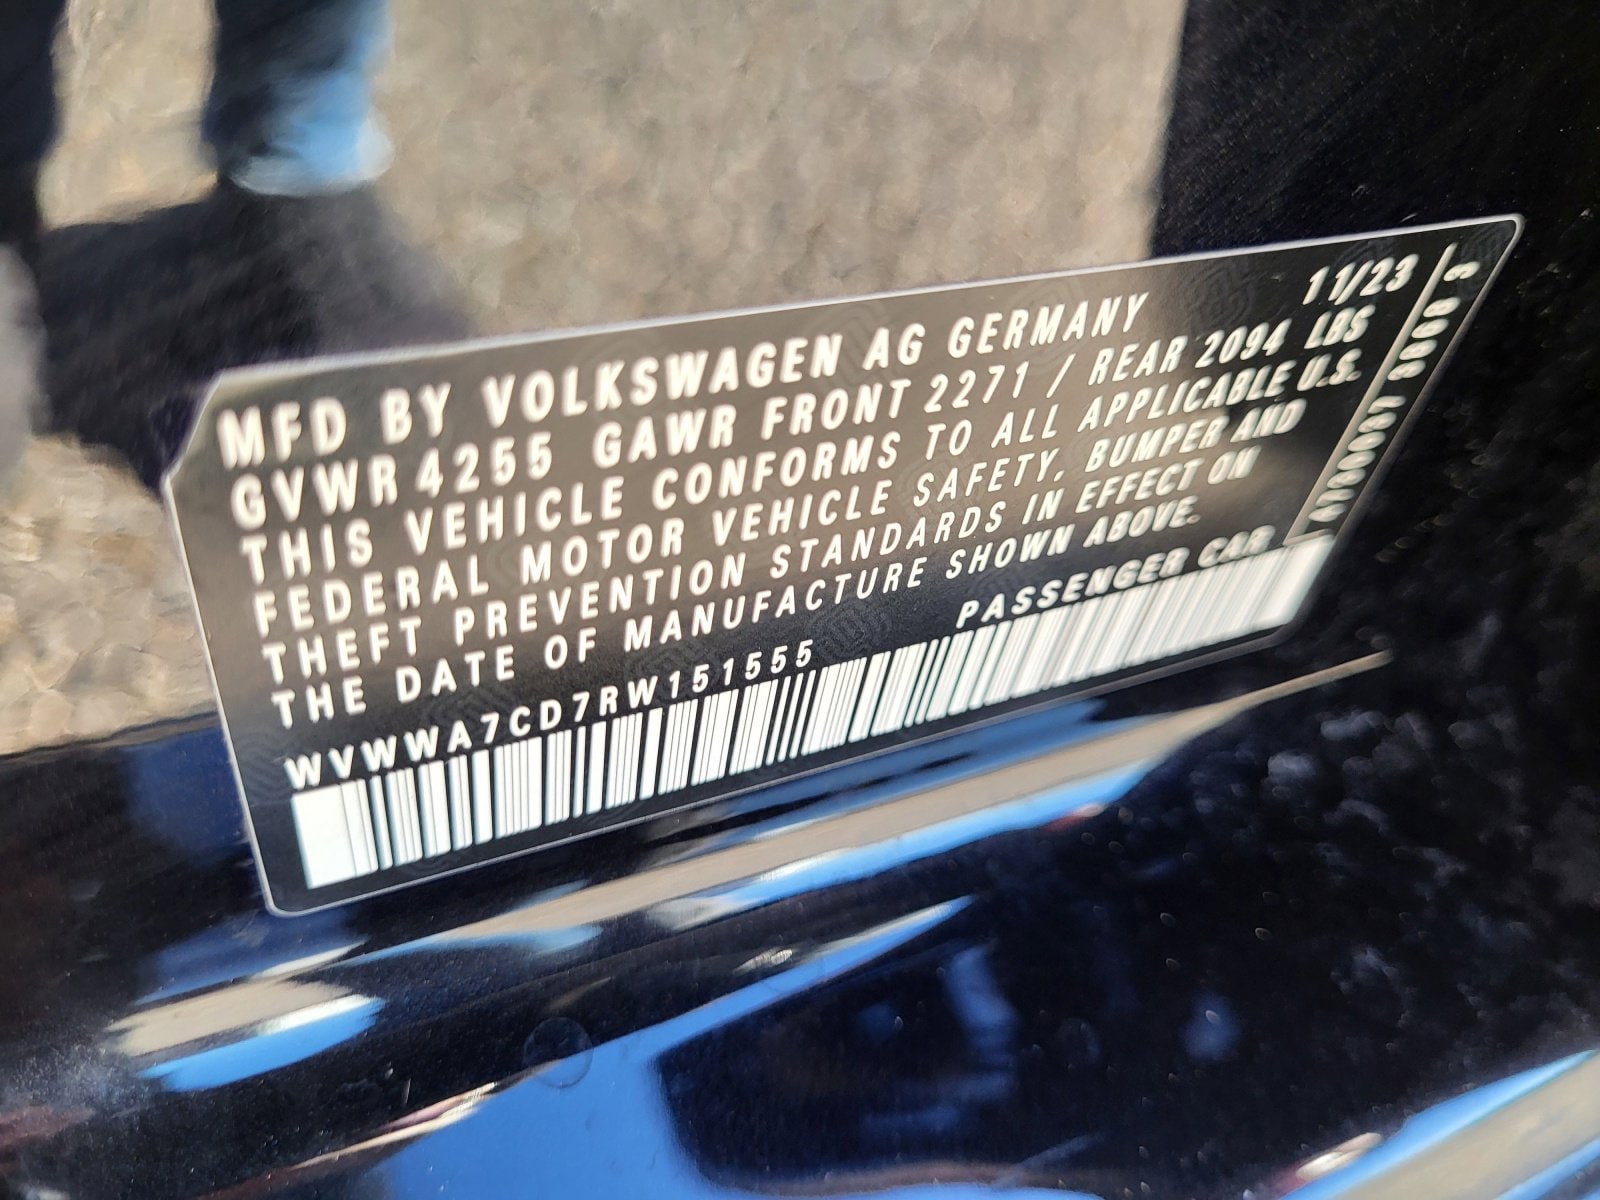 MFD BY VOLKSWAGEN AG GERMANY 11/23
GVWR 4255 GAWR FRONT 2271 / REAR 2094 LBS
THIS VEHICLE CONFORMS TO ALL APPLICABLE U.S.
FEDERAL MOTOR VEHICLE SAFETY, BUMPER AND
THEFT PREVENTION STANDARDS IN EFFECT ON
THE DATE OF MANUFACTURE SHOWN ABOVE.
WVWWA7CD7RW151555 PASSENGER CAR